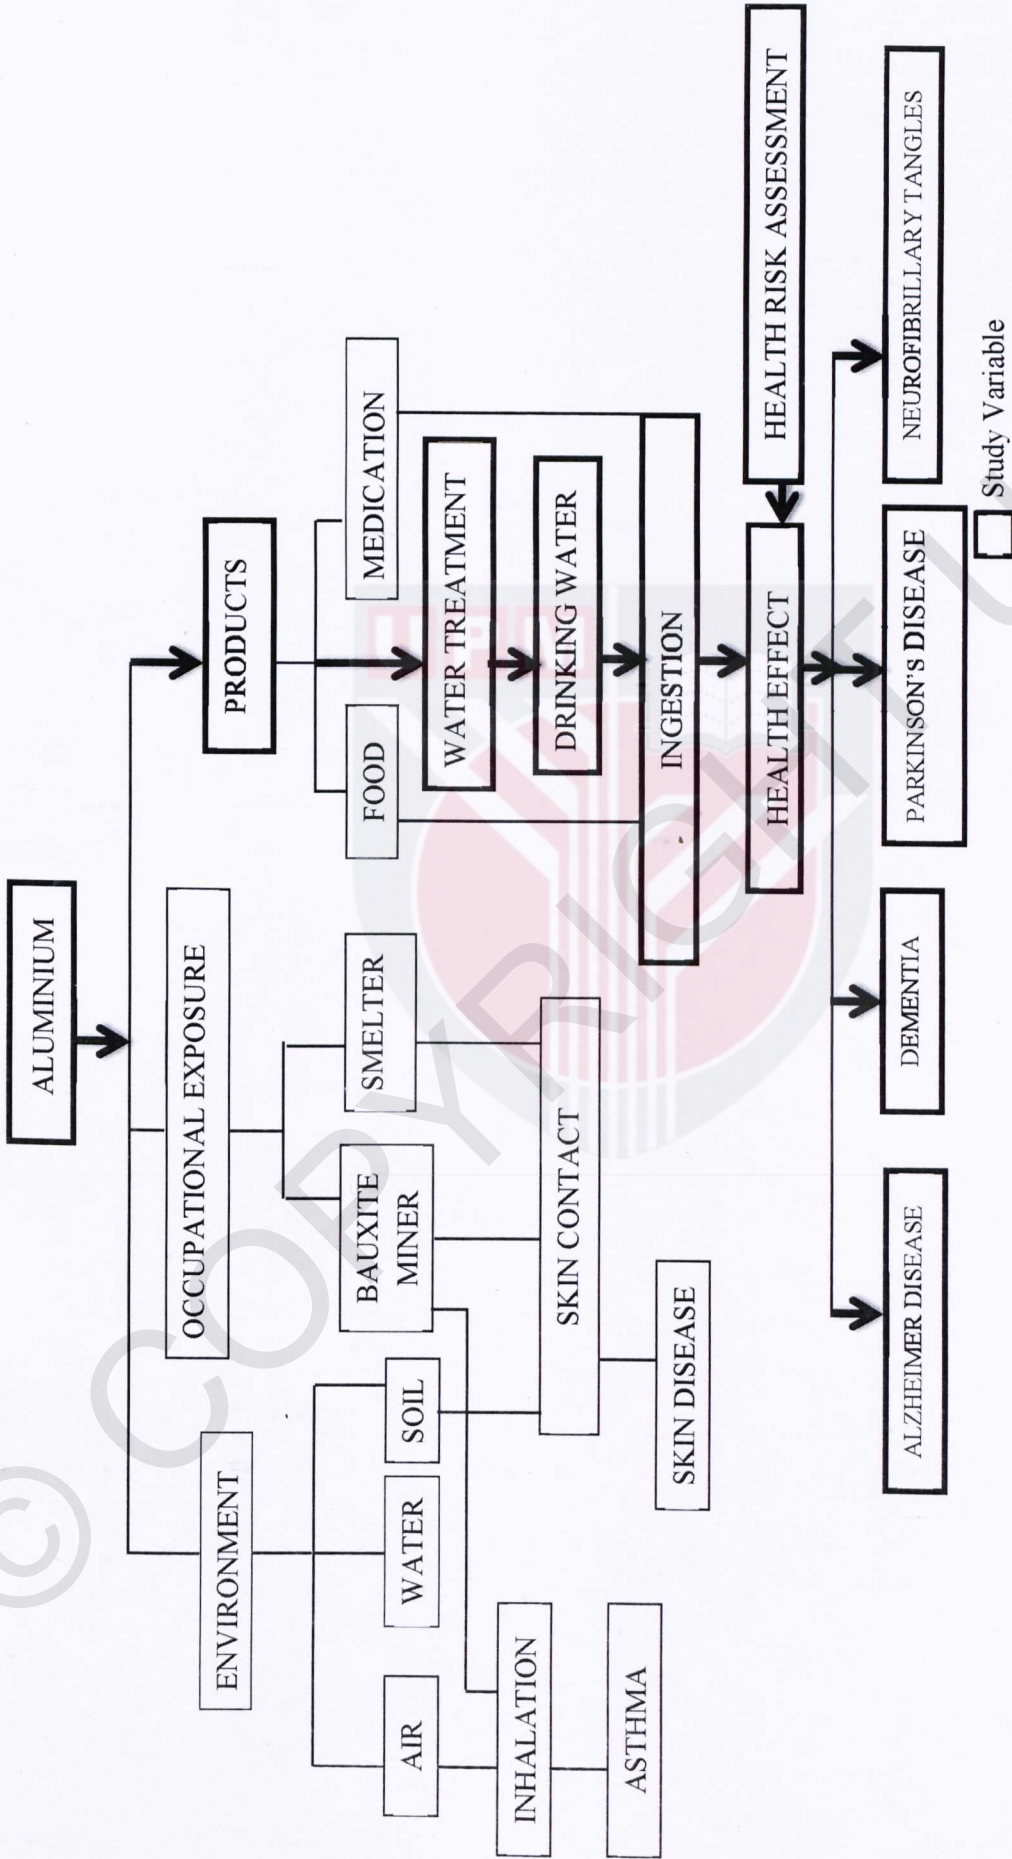 ALUMINIUM
ENVIRONMENT
OCCUPATIONAL EXPOSURE
PRODUCTS
AIR
WATER
SOIL
BAUXITE
MINER
SMELTER
FOOD
MEDICATION
WATER TREATMENT
INHALATION
SKIN CONTACT
DRINKING WATER
INGESTION
ASTHMA
SKIN DISEASE
HEALTH EFFECT
HEALTH RISK ASSESSMENT
ALZHEIMER DISEASE
DEMENTIA
PARKINSON's DISEASE
NEUROFIBRILLARY TANGLES
Study Variable
© COPYRIGHT U
UPM